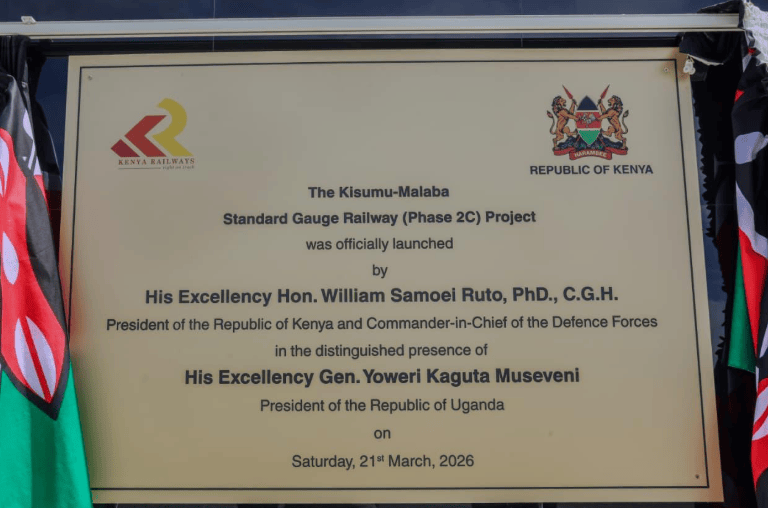 KENYA RAILWAYS
HARAMBEE
REPUBLIC OF KENYA
The Kisumu-Malaba
Standard Gauge Railway (Phase 2C) Project
was officially launched
by
His Excellency Hon. William Samoei Ruto, PhD., C.G.H.
President of the Republic of Kenya and Commander-in-Chief of the Defence Forces
in the distinguished presence of
His Excellency Gen. Yoweri Kaguta Museveni
President of the Republic of Uganda
on
Saturday, 21st March, 2026